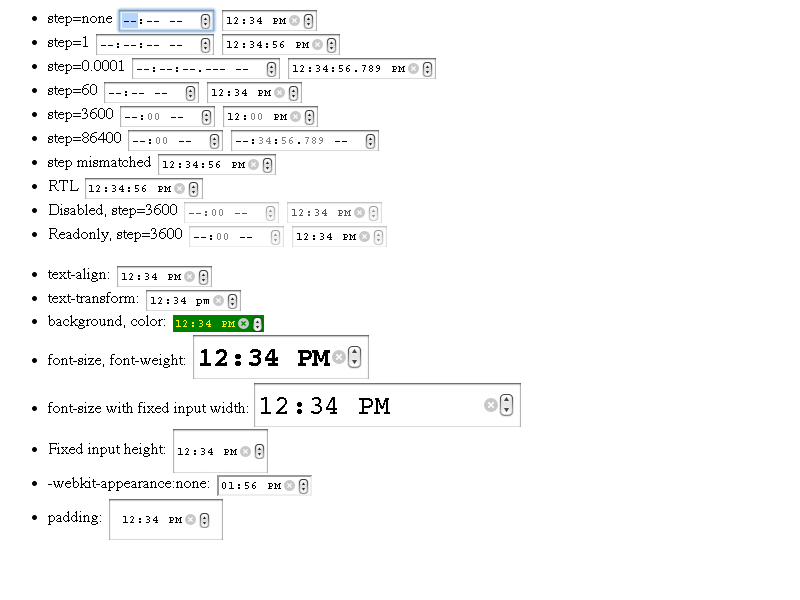 step=none --:-- -- 12:34 PM
step=1 --:--:-- -- 12:34:56 PM
step=0.0001 --:--:--.--- -- 12:34:56.789 PM
step=60 --:-- -- 12:34 PM
step=3600 --:00 -- 12:00 PM
step=86400 --:00 -- --:34:56.789 --
step mismatched 12:34:56 PM
RTL 12:34:56 PM
Disabled, step=3600 --:00 -- 12:34 PM
Readonly, step=3600 --:00 -- 12:34 PM
text-align: 12:34 PM
text-transform: 12:34 pm
background, color: 12:34 PM
font-size, font-weight: 12:34 PM
font-size with fixed input width: 12:34 PM
Fixed input height: 12:34 PM
-webkit-appearance:none: 01:56 PM
padding: 12:34 PM